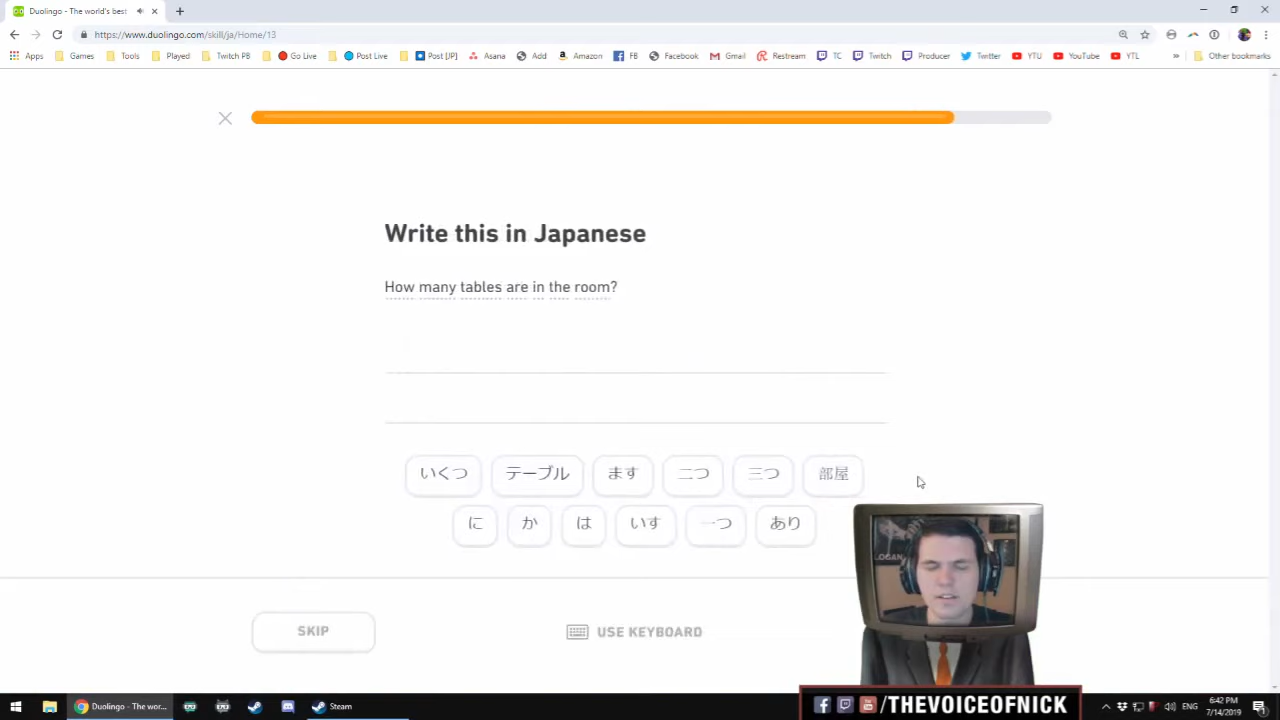 Duolingo - The world's best
https://www.duolingo.com/skill/ja/Home/13
Apps Games Tools Played Twitch PB Go Live Post Live Post [JP] Asana Add Amazon FB Facebook Gmail Restream TC Twitch Producer Twitter YTU YouTube YTL » Other bookmarks
Write this in Japanese
How many tables are in the room?
いくつ テーブル ます 二つ 三つ 部屋
に か は いす 一つ あり
LOGAN
SKIP USE KEYBOARD
/THEVOICEOFNICK
Duolingo - The wor... Steam ENG 6:42 PM
7/14/2019